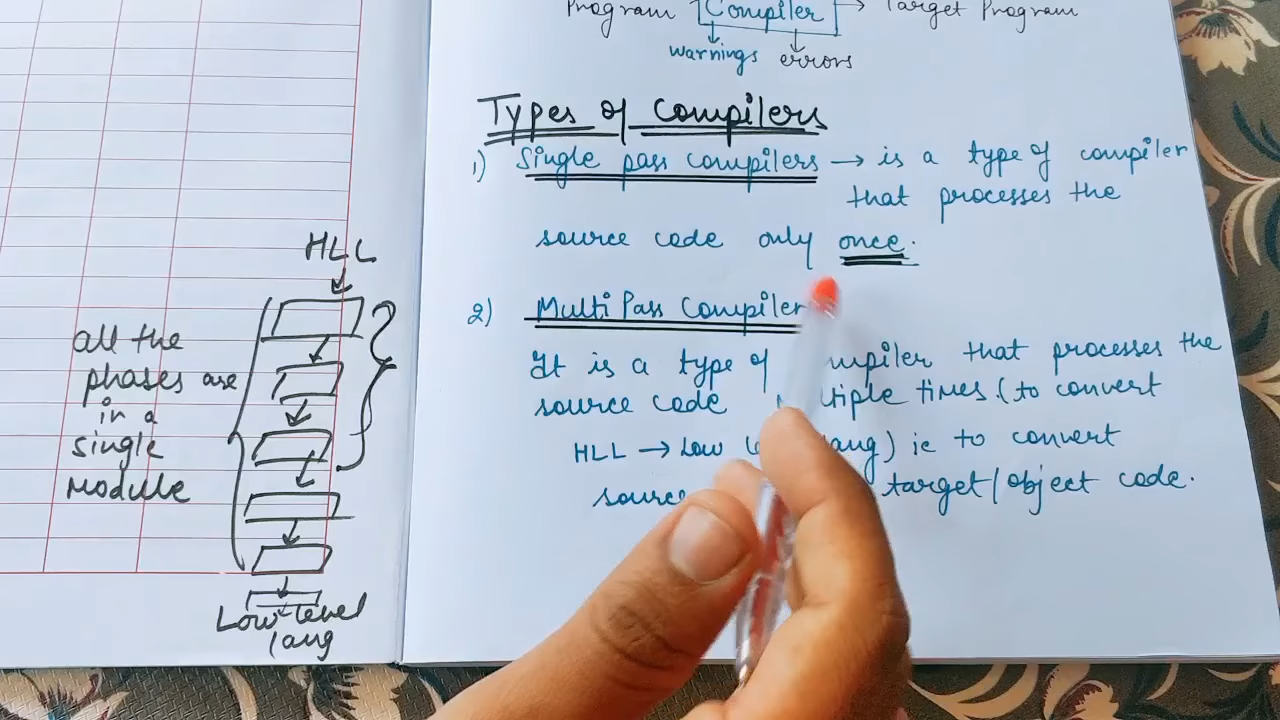 Program Compiler → Target Program
warnings errors
Types of Compilers
1) Single pass compilers → is a type of compiler
that processes the
source code only once.
2) Multi Pass Compiler
It is a type of mpiler that processes the
source code tiple times. (to convert
HLL → Low lang) ie to convert
source target/object code.
HLL
all the
phases are
in a
single
Module
Low level
lang